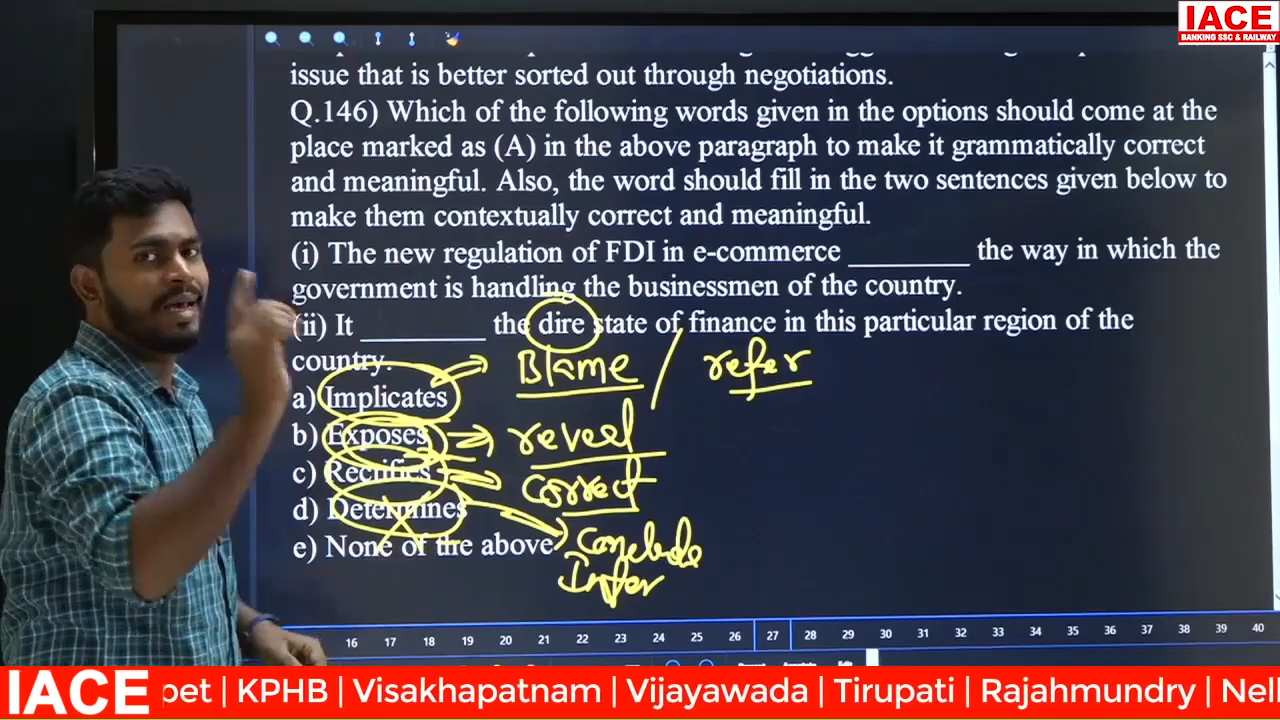 IACE
BANKING SSC & RAILWAY
issue that is better sorted out through negotiations.
Q.146) Which of the following words given in the options should come at the
place marked as (A) in the above paragraph to make it grammatically correct
and meaningful. Also, the word should fill in the two sentences given below to
make them contextually correct and meaningful.
(i) The new regulation of FDI in e-commerce ________ the way in which the
government is handling the businessmen of the country.
(ii) It ________ the dire state of finance in this particular region of the
country.
a) Implicates → Blame / refer
b) Exposes → reveel
c) Rectifies → correct
d) Determines → Conclude
e) None of the above
Infer
16 17 18 19 20 21 22 23 24 25 26 27 28 29 30 31 32 33 34 35 36 37 38 39 40
IACE pet | KPHB | Visakhapatnam | Vijayawada | Tirupati | Rajahmundry | Nell